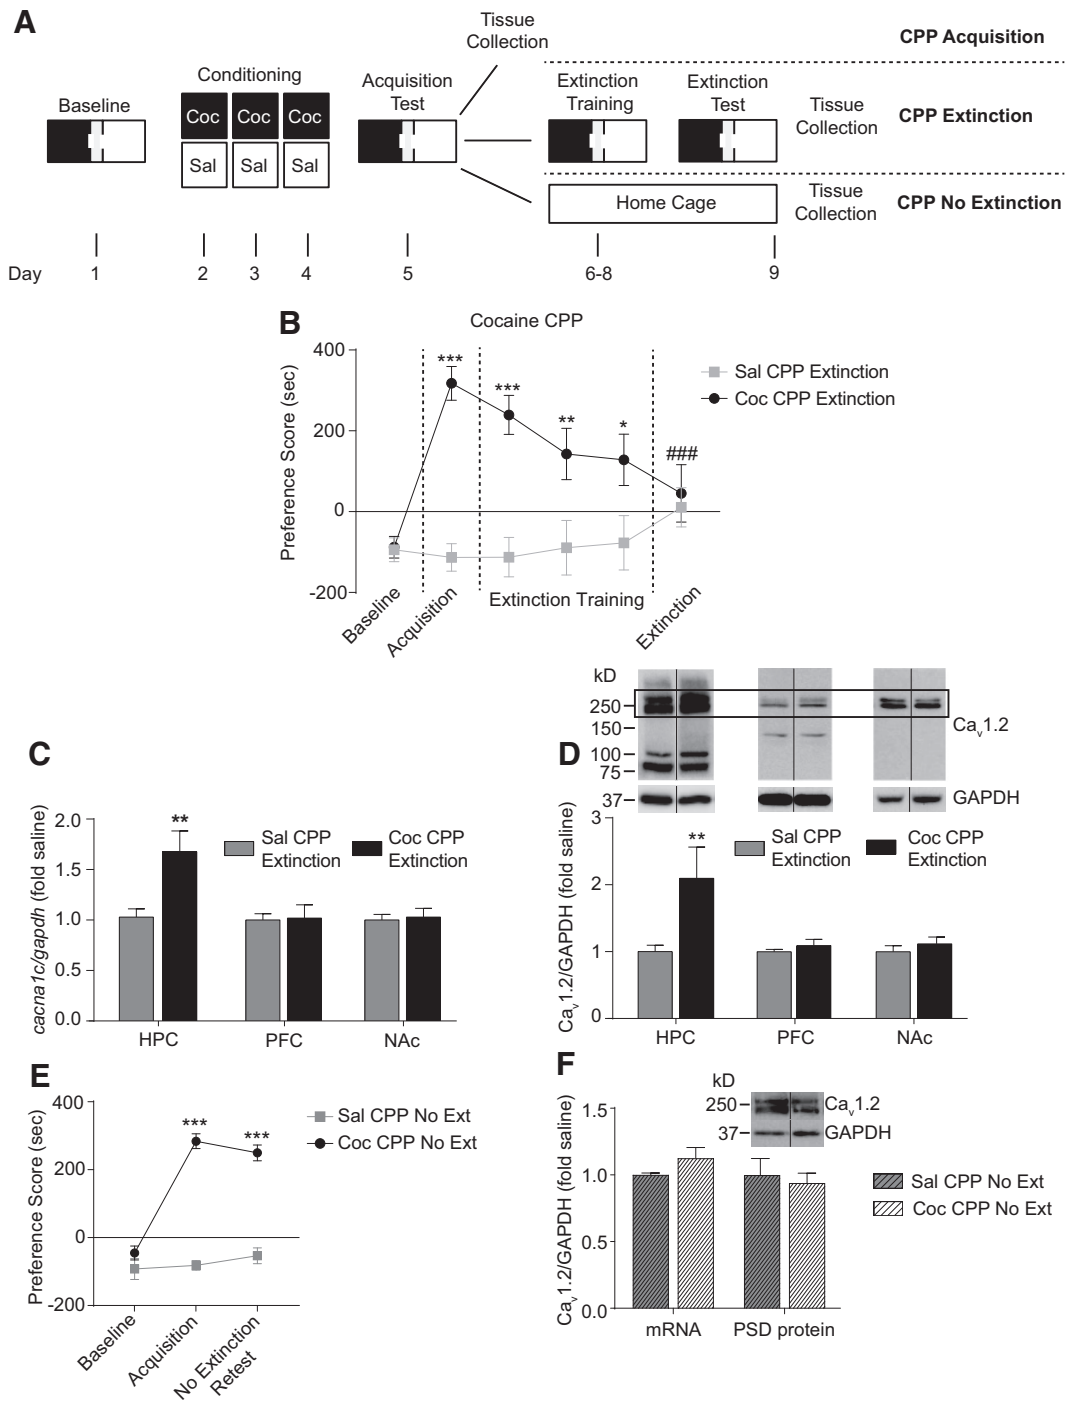 A
Tissue
Collection
CPP Acquisition
Conditioning
Acquisition
Test
Extinction
Training
Extinction
Test
Baseline
Coc Coc Coc
Sal Sal Sal
Tissue
Collection
CPP Extinction
Home Cage
Tissue
Collection
CPP No Extinction
Day 1 2 3 4 5 6-8 9
B
Cocaine CPP
Preference Score (sec)
400
200
0
-200
***
***
**
*
###
Sal CPP Extinction
Coc CPP Extinction
Baseline
Acquisition
Extinction Training
Extinction
C
cacna1c/gapdh (fold saline)
2.0
1.5
1.0
0.5
0.0
**
Sal CPP
Extinction
Coc CPP
Extinction
HPC PFC NAc
D
kD
250
150
100
75
37
Cav1.2
GAPDH
Cav1.2/GAPDH (fold saline)
3
2
1
0
**
Sal CPP
Extinction
Coc CPP
Extinction
HPC PFC NAc
E
Preference Score (sec)
400
200
0
-200
***
***
Sal CPP No Ext
Coc CPP No Ext
Baseline
Acquisition
No Extinction
Retest
F
kD
250
37
Cav1.2
GAPDH
Cav1.2/GAPDH (fold saline)
1.5
1.0
0.5
0.0
Sal CPP No Ext
Coc CPP No Ext
mRNA PSD protein